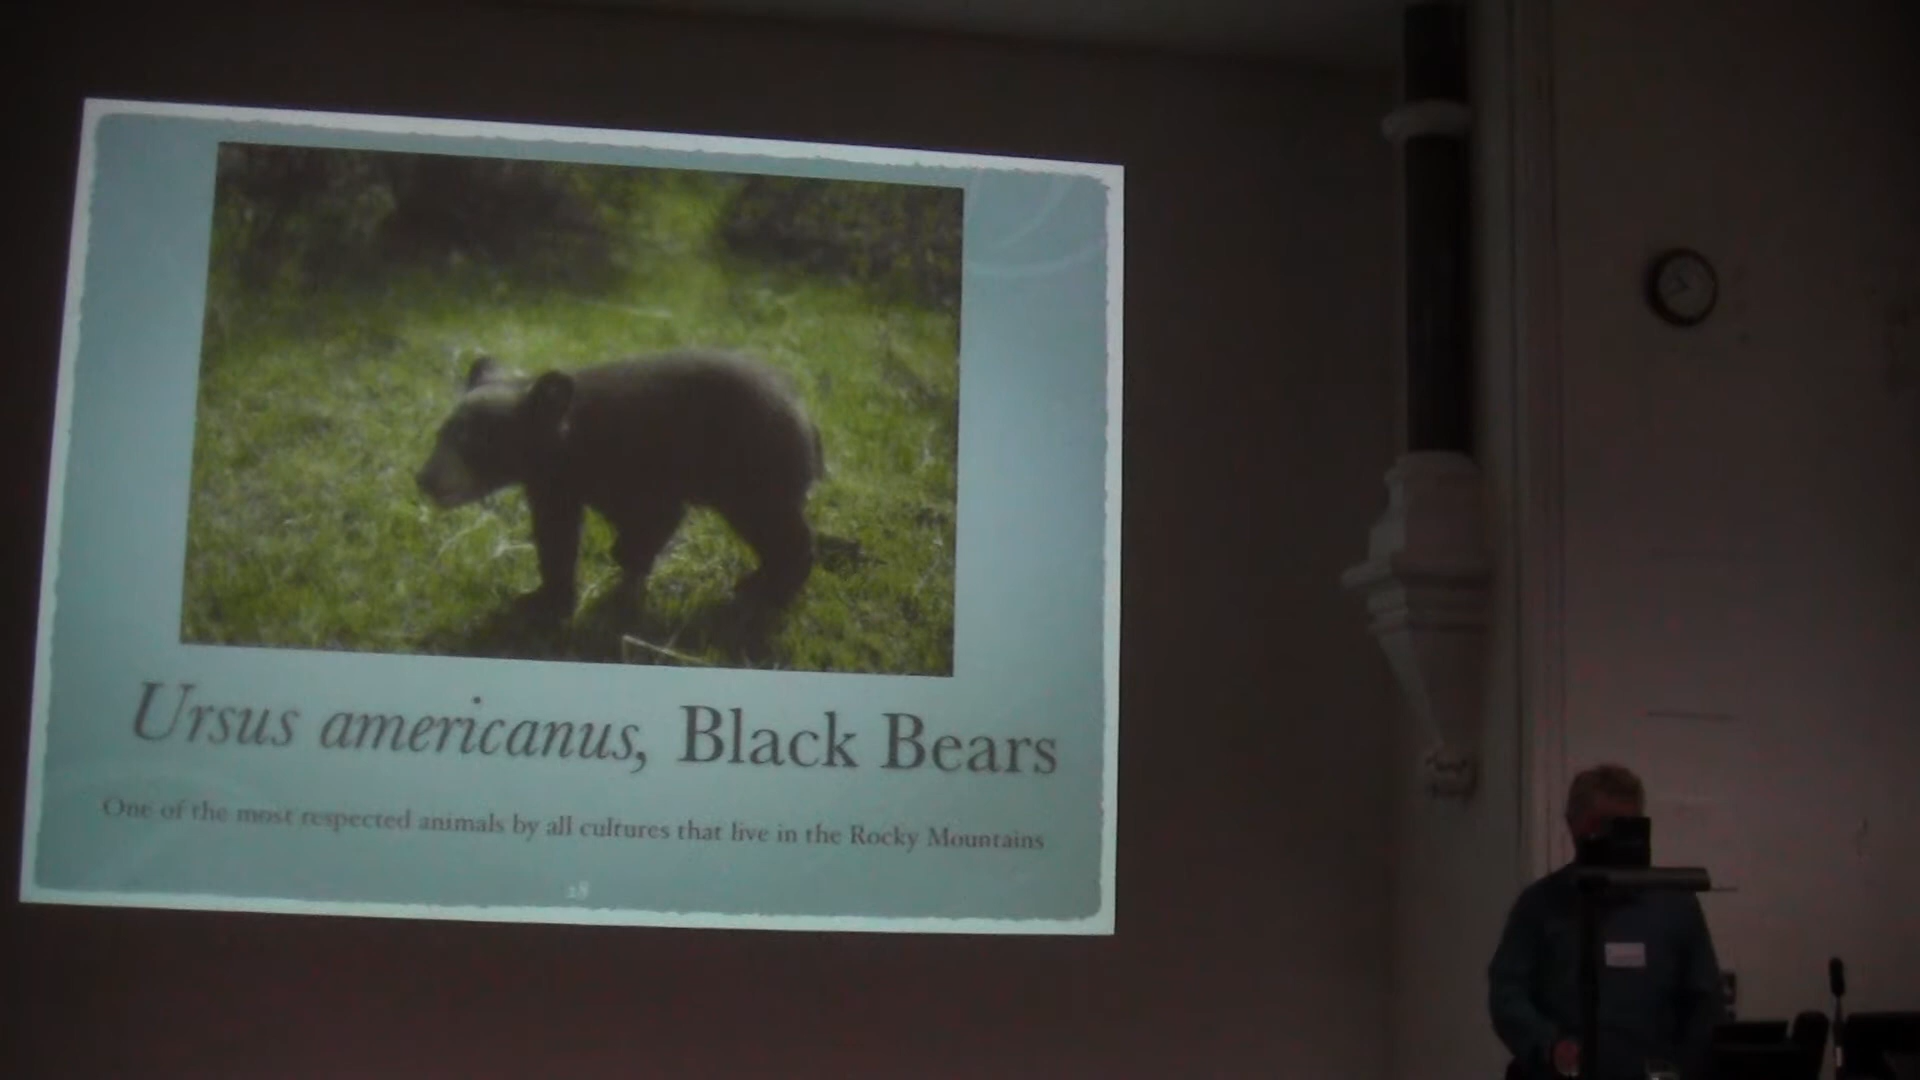 Ursus americanus, Black Bears
One of the most respected animals by all cultures that live in the Rocky Mountains
28